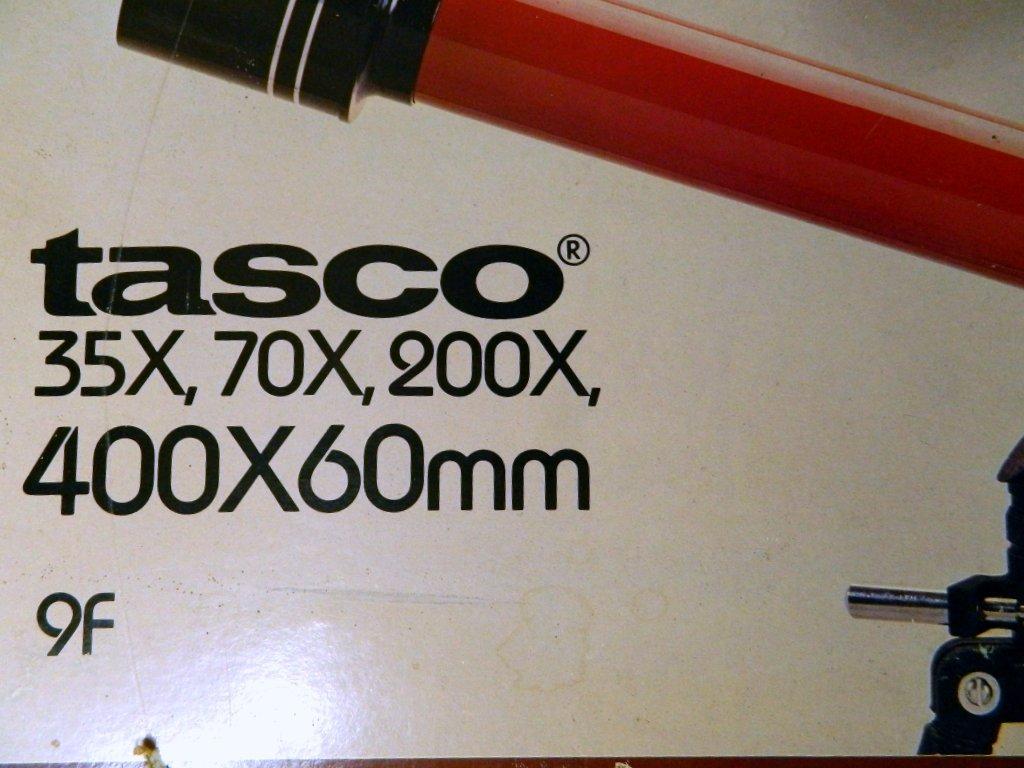 tasco®
35X, 70X, 200X,
400X60mm
9F